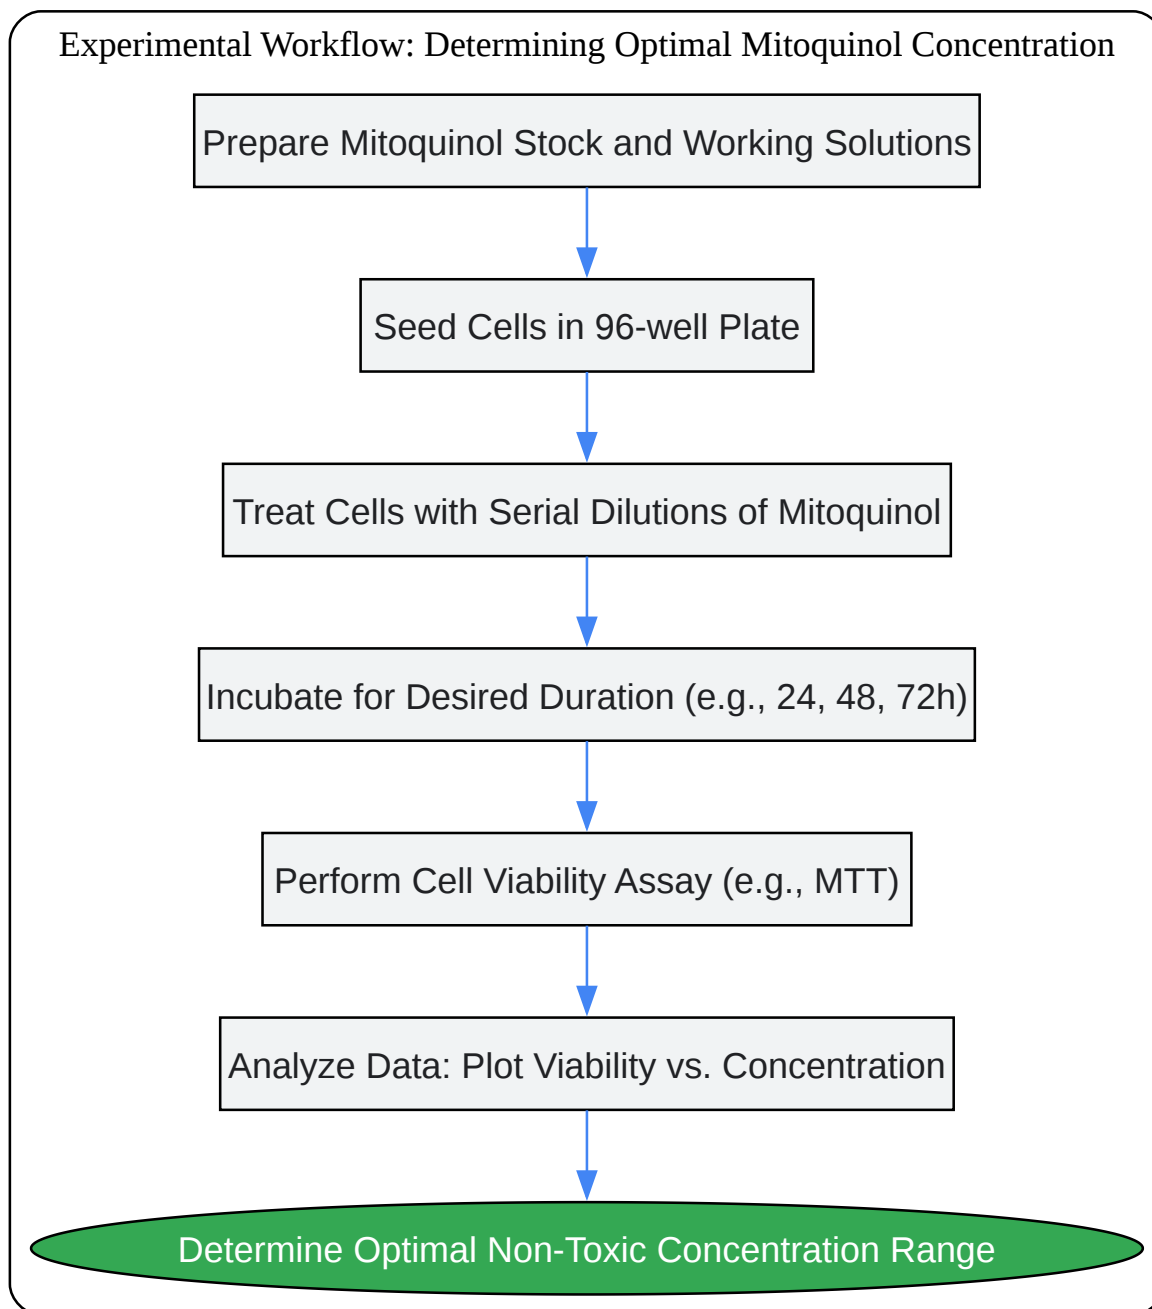 Experimental Workflow: Determining Optimal Mitoquinol Concentration
Prepare Mitoquinol Stock and Working Solutions
Seed Cells in 96-well Plate
Treat Cells with Serial Dilutions of Mitoquinol
Incubate for Desired Duration (e.g., 24, 48, 72h)
Perform Cell Viability Assay (e.g., MTT)
Analyze Data: Plot Viability vs. Concentration
Determine Optimal Non-Toxic Concentration Range